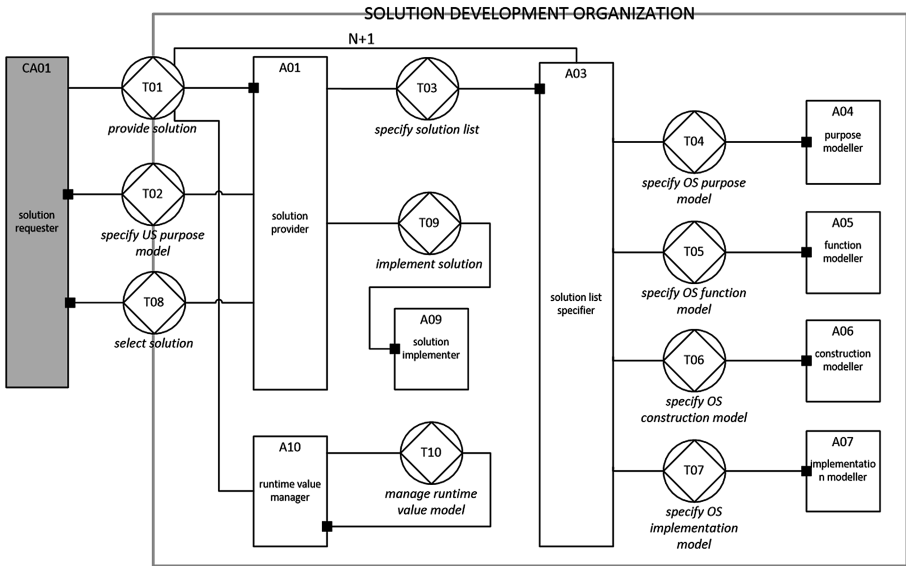 SOLUTION DEVELOPMENT ORGANIZATION
N+1
CA01
solution
requester
T01
provide solution
T02
specify US purpose
model
T08
select solution
A01
solution
provider
T03
specify solution list
T09
implement solution
A09
solution
implementer
A10
runtime value
manager
T10
manage runtime
value model
A03
solution list
specifier
T04
specify OS purpose
model
T05
specify OS function
model
T06
specify OS
construction model
T07
specify OS
implementation
model
A04
purpose
modeller
A05
function
modeller
A06
construction
modeller
A07
implementatio
n modeller